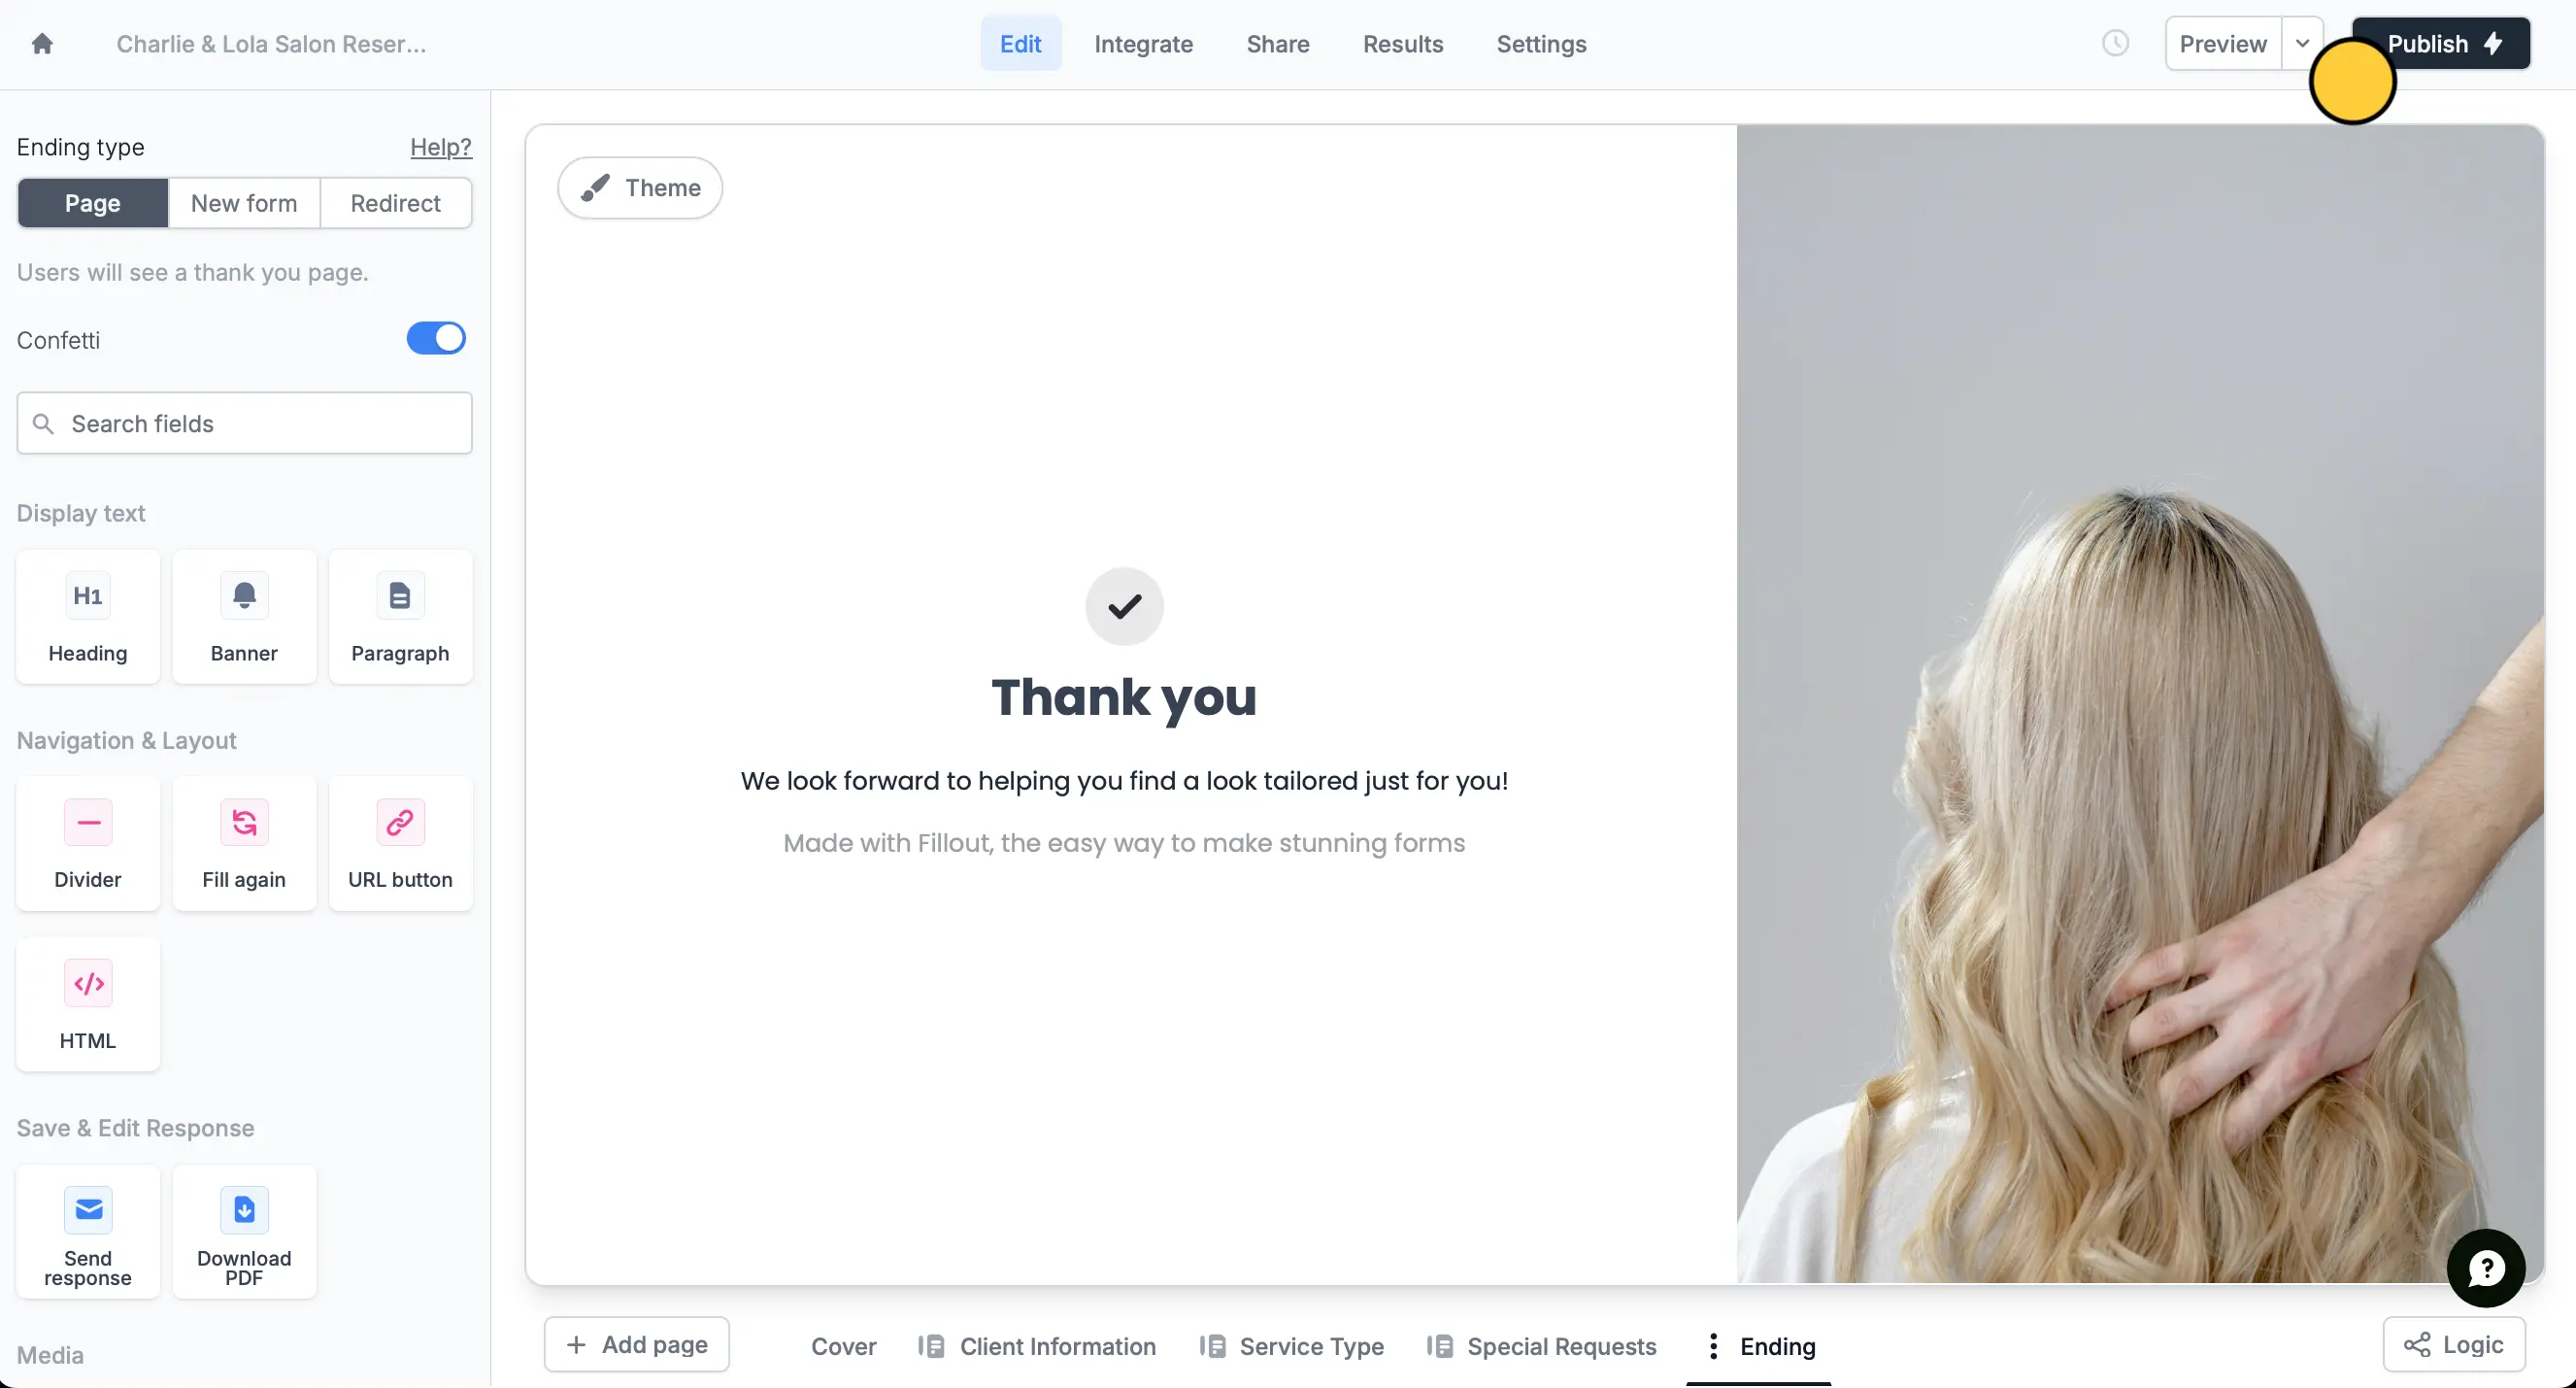 Charlie & Lola Salon Reser...
Edit
Integrate
Share
Results
Settings
Preview
Publish
Ending type
Help?
Page
New form
Redirect
Users will see a thank you page.
Confetti
Search fields
Display text
H1
Heading
Banner
Paragraph
Navigation & Layout
Divider
Fill again
URL button
</>
HTML
Save & Edit Response
Send
response
Download
PDF
Media
Theme
Thank you
We look forward to helping you find a look tailored just for you!
Made with Fillout, the easy way to make stunning forms
?
+ Add page
Cover
Client Information
Service Type
Special Requests
Ending
Logic